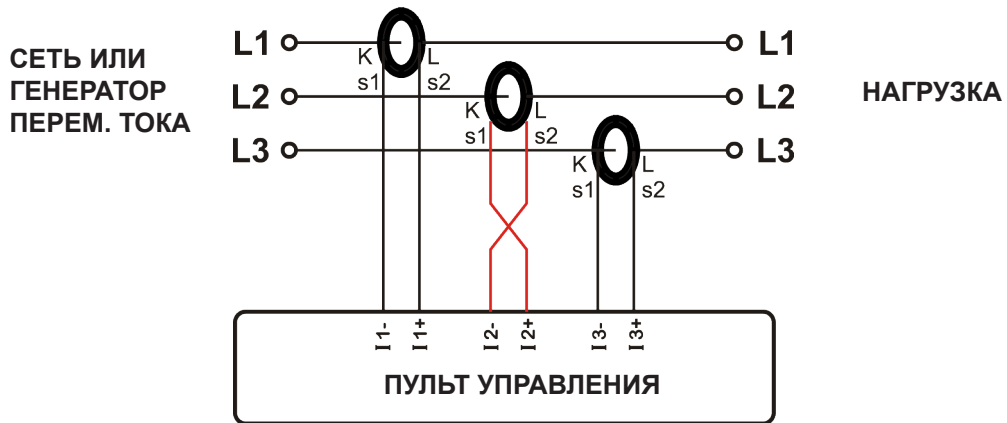 СЕТЬ ИЛИ
ГЕНЕРАТОР
ПЕРЕМ. ТОКА
L1
K
L
s1
s2
L1
L2
K
L
s1
s2
L2
L3
K
L
s1
s2
L3
НАГРУЗКА
I1-
I1+
I2-
I2+
I3-
I3+
ПУЛЬТ УПРАВЛЕНИЯ